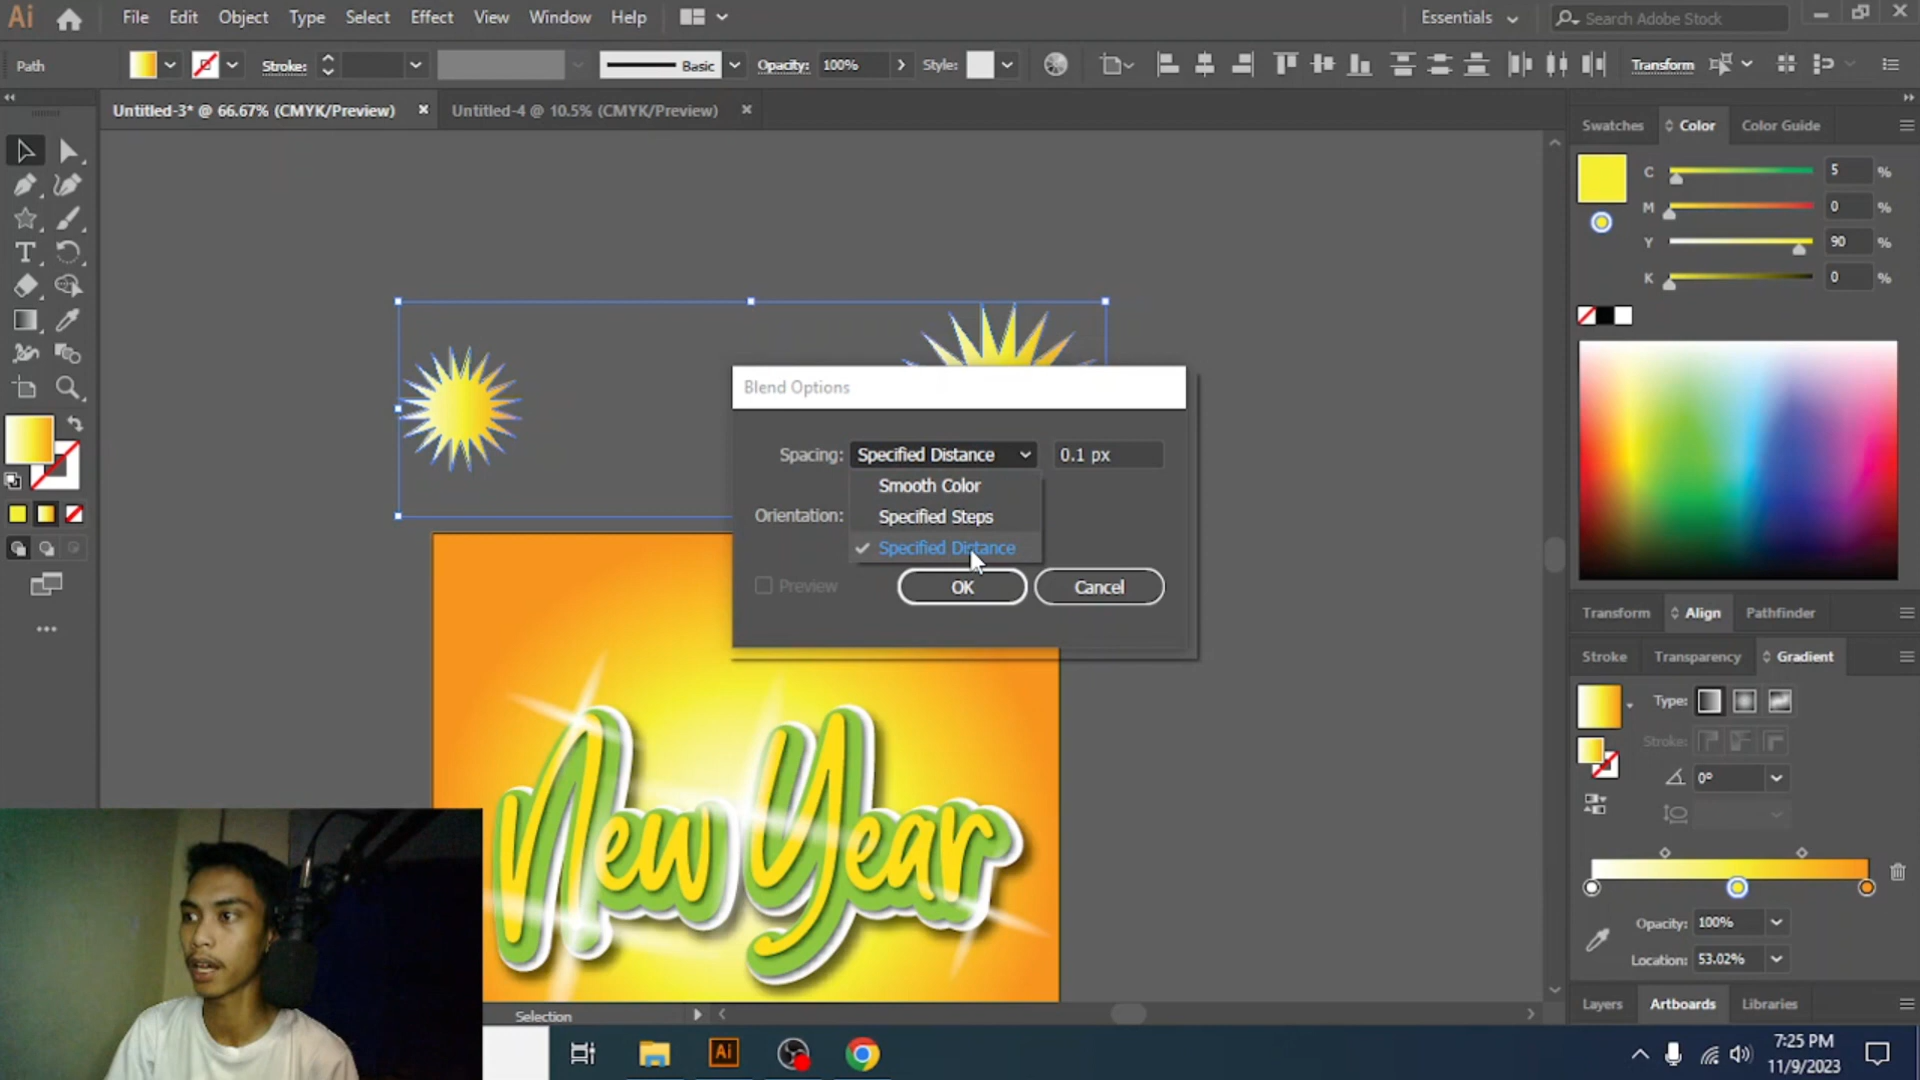 Ai
File Edit Object Type Select Effect View Window Help
Essentials
Search Adobe Stock
Path
Stroke:
Basic
Opacity: 100%
Style:
Transform
Untitled-3* @ 66.67% (CMYK/Preview) ×
Untitled-4 @ 10.5% (CMYK/Preview) ×
Swatches Color Color Guide
C 5 %
M 0 %
Y 90 %
K 0 %
Blend Options
Spacing: Specified Distance 0.1 px
Smooth Color
Specified Steps
Specified Distance
Orientation:
Preview
OK
Cancel
Transform Align Pathfinder
Stroke Transparency Gradient
Type:
Stroke:
0°
Opacity: 100%
Location: 53.02%
Layers Artboards Libraries
New Year
Selection
Ai
7:25 PM
11/9/2023